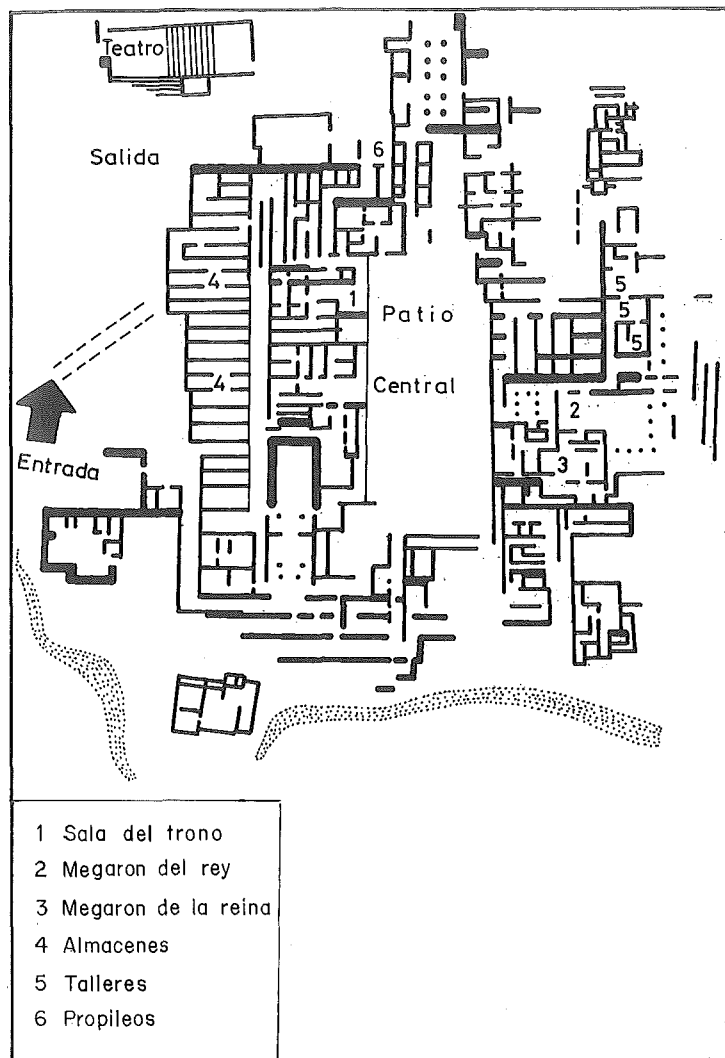 Teatro
Salida
6
4
1
Patio
5
5
5
4
Central
2
3
Entrada
1 Sala del trono
2 Megaron del rey
3 Megaron de la reina
4 Almacenes
5 Talleres
6 Propileos